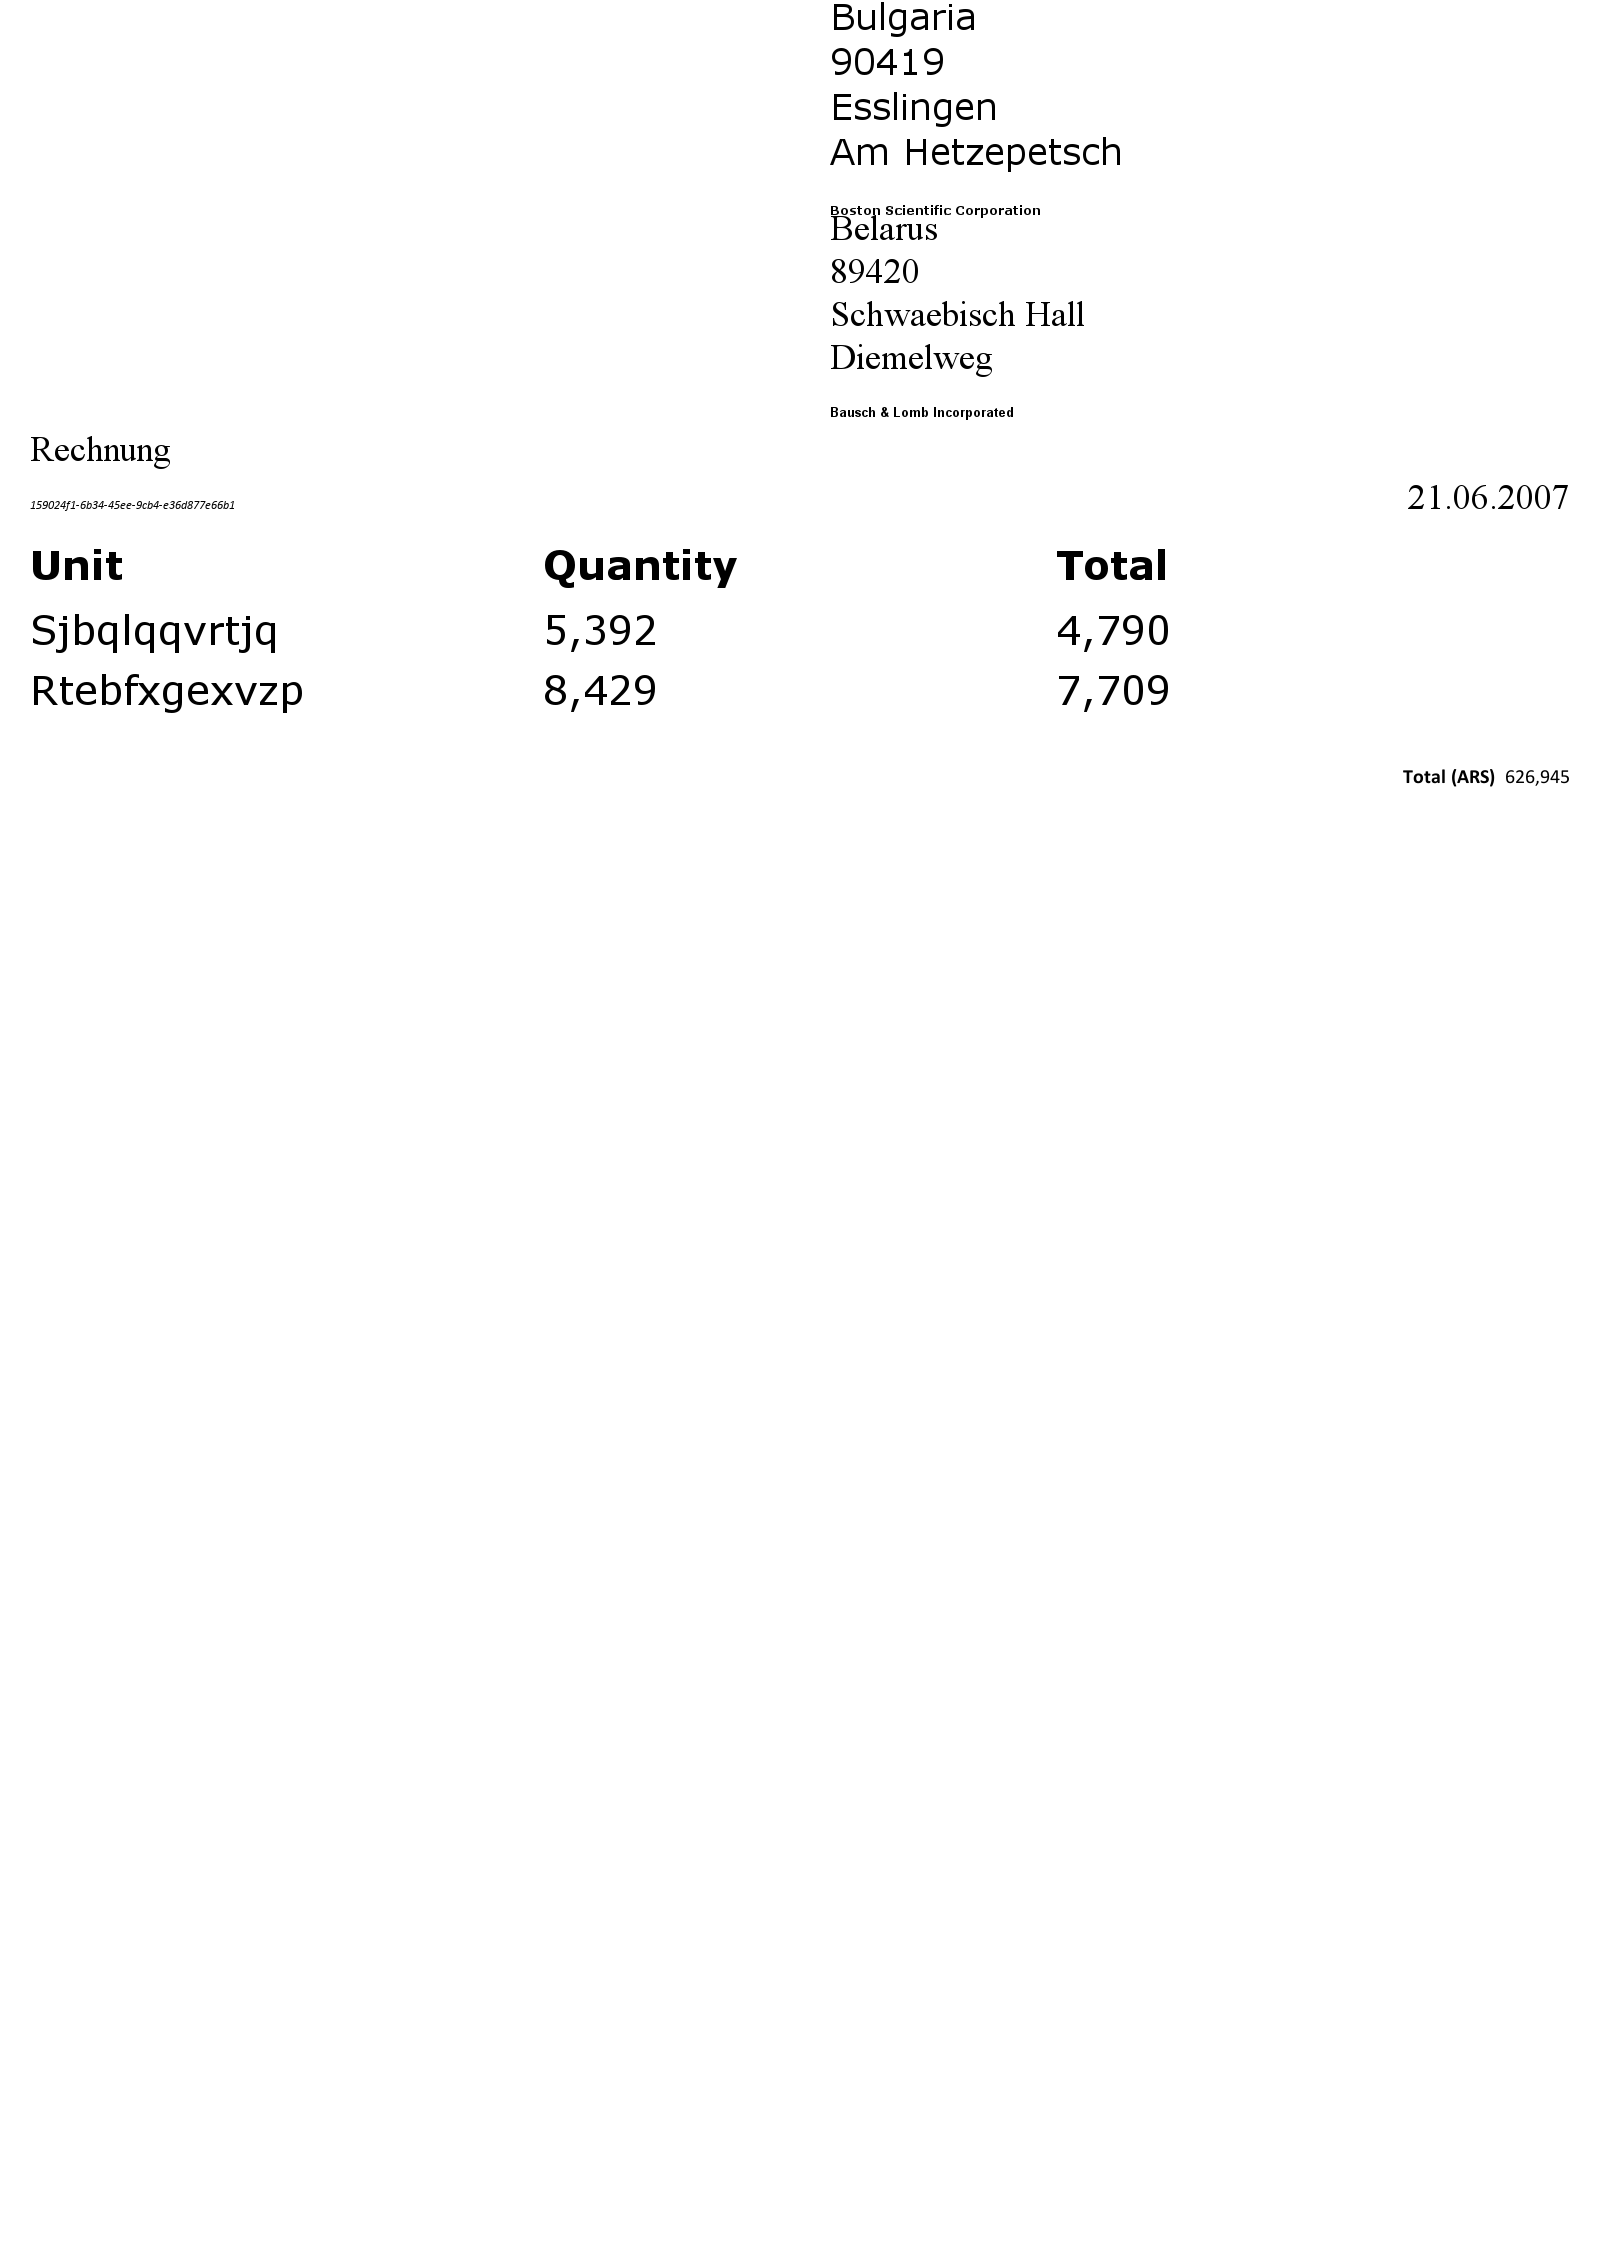 Bulgaria
90419
Esslingen
Am Hetzepetsch
Boston Scientific Corporation
Belarus
89420
Schwaebisch Hall
Diemelweg
Bausch & Lomb Incorporated
Rechnung
159024f1-6b34-45ee-9cb4-e36d877e66b1
21.06.2007
Unit Quantity Total
Sjbqlqqvrtjq 5,392 4,790
Rtebfxgexvzp 8,429 7,709
Total (ARS) 626,945